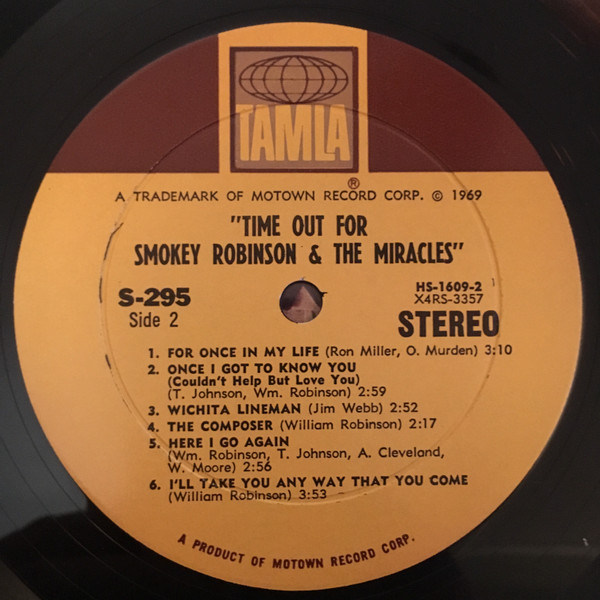 TAMLA
®
A TRADEMARK OF MOTOWN RECORD CORP. © 1969
"TIME OUT FOR
SMOKEY ROBINSON & THE MIRACLES"
S-295
Side 2
HS-1609-2
X4RS-3357
STEREO
1. FOR ONCE IN MY LIFE (Ron Miller, O. Murden) 3:10
2. ONCE I GOT TO KNOW YOU
(Couldn't Help But Love You)
(T. Johnson, Wm. Robinson) 2:59
3. WICHITA LINEMAN (Jim Webb) 2:52
4. THE COMPOSER (William Robinson) 2:17
5. HERE I GO AGAIN
(Wm. Robinson, T. Johnson, A. Cleveland,
W. Moore) 2:56
6. I'LL TAKE YOU ANY WAY THAT YOU COME
(William Robinson) 3:53
A PRODUCT OF MOTOWN RECORD CORP.